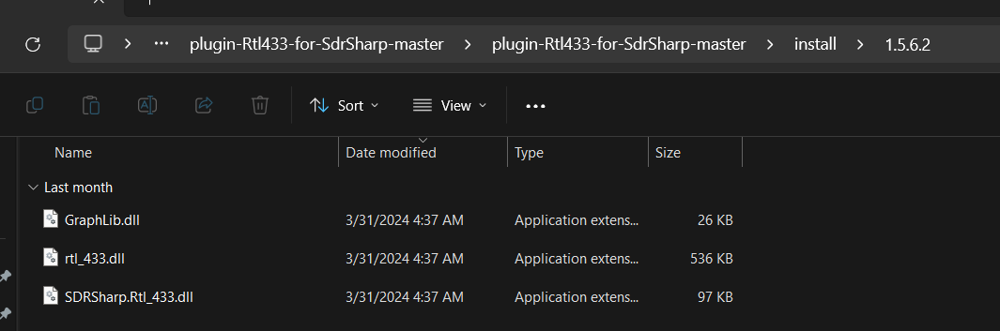 plugin-Rtl433-for-SdrSharp-master plugin-Rtl433-for-SdrSharp-master install 1.5.6.2
Sort View
Name Date modified Type Size
Last month
GraphLib.dll 3/31/2024 4:37 AM Application extens... 26 KB
rtl_433.dll 3/31/2024 4:37 AM Application extens... 536 KB
SDRSharp.Rtl_433.dll 3/31/2024 4:37 AM Application extens... 97 KB